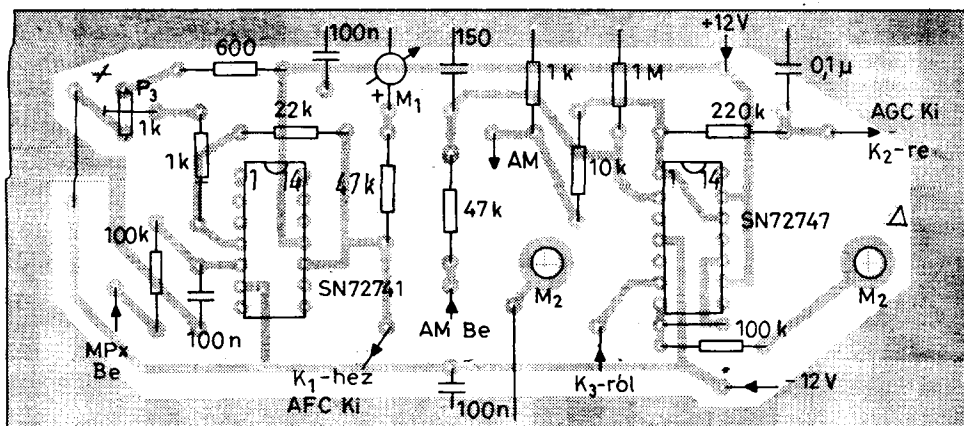 600
100n
150
+12V
0,1µ
P3
+
M1
1k
1M
1k
22k
220k
AGC Ki
K2-re
1k
AM
10k
1
14
47k
47k
1
14
SN72747
100k
SN72741
M2
M2
100n
AM Be
100k
MPX
Be
K1-hez
AFC Ki
100n
K3-ról
-12V